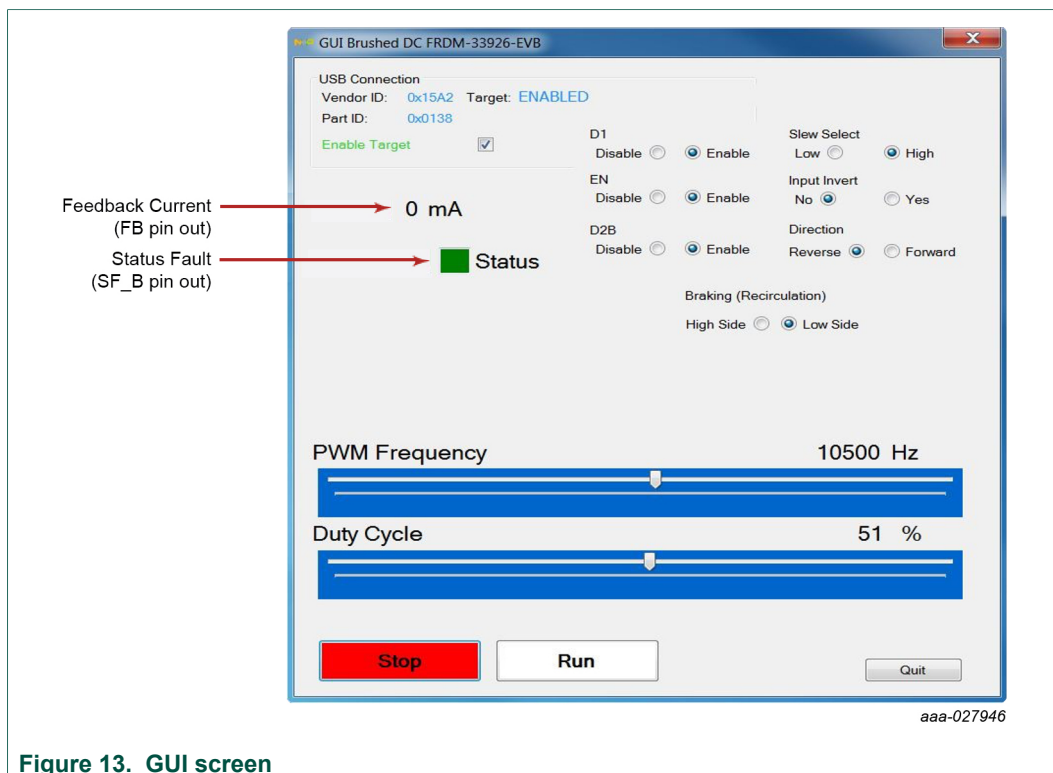 GUI Brushed DC FRDM-33926-EVB
USB Connection
Vendor ID: 0x15A2 Target: ENABLED
Part ID: 0x0138
Enable Target
D1
Disable Enable
Slew Select
Low High
EN
Disable Enable
Input Invert
No Yes
D2B
Disable Enable
Direction
Reverse Forward
Braking (Recirculation)
High Side Low Side
Feedback Current
(FB pin out)
0 mA
Status Fault
(SF_B pin out)
Status
PWM Frequency 10500 Hz
Duty Cycle 51 %
Stop Run Quit
aaa-027946
Figure 13. GUI screen